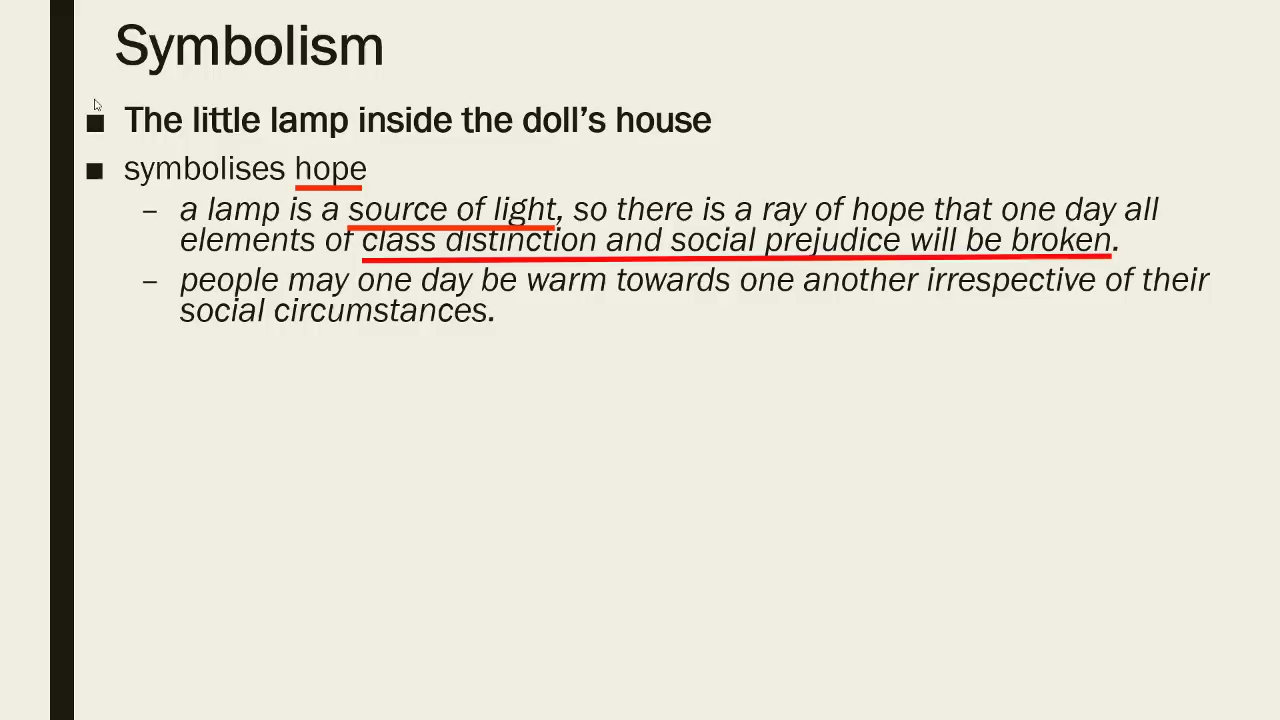 Symbolism
■ The little lamp inside the doll’s house
■ symbolises hope
– a lamp is a source of light, so there is a ray of hope that one day all
elements of class distinction and social prejudice will be broken.
– people may one day be warm towards one another irrespective of their
social circumstances.